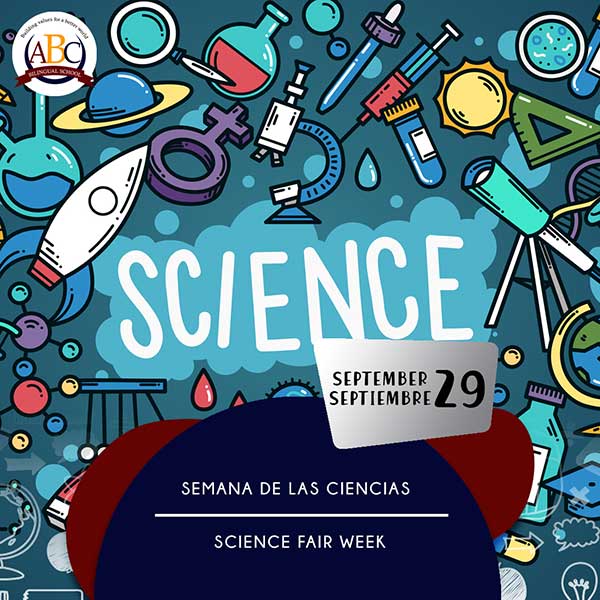 Building values for a better world
ABC
BILINGUAL SCHOOL
SCIENCE
SEPTEMBER
SEPTIEMBRE 29
SEMANA DE LAS CIENCIAS
SCIENCE FAIR WEEK